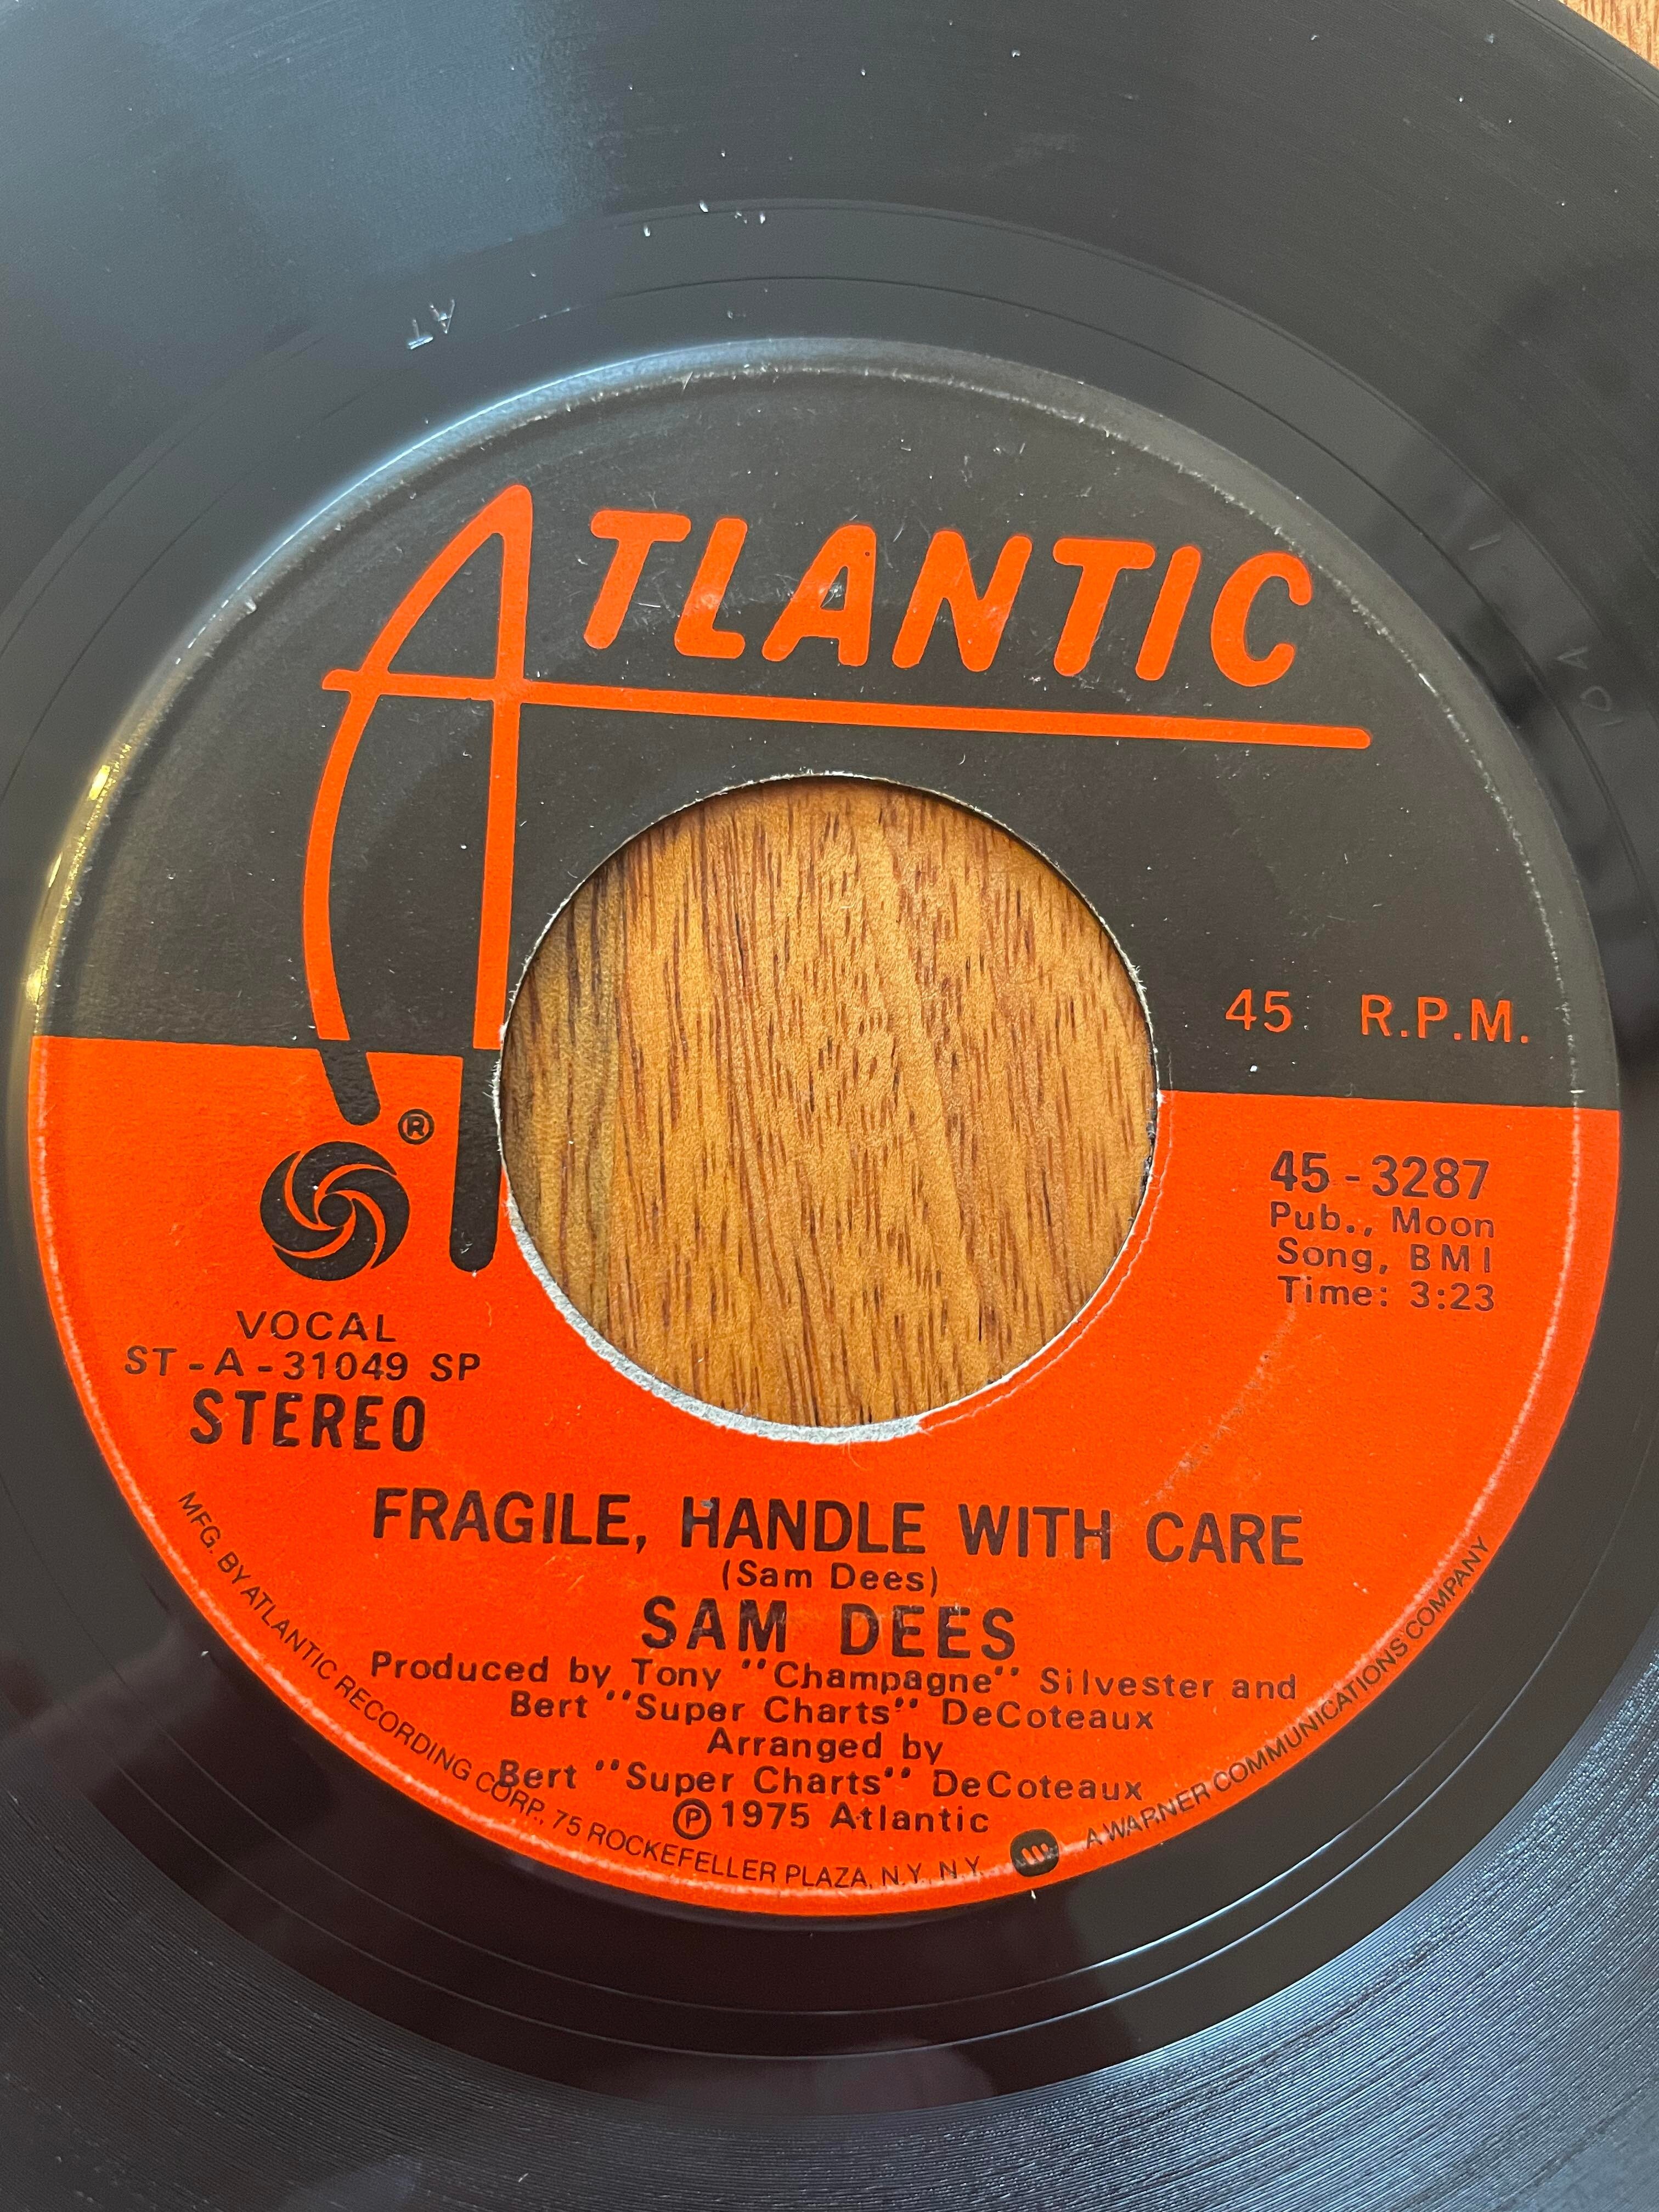 ATLANTIC
45 R.P.M.
®
45-3287
Pub., Moon
Song, BMI
Time: 3:23
VOCAL
ST-A-31049 SP
STEREO
FRAGILE, HANDLE WITH CARE
(Sam Dees)
SAM DEES
Produced by Tony "Champagne" Silvester and
Bert "Super Charts" DeCoteaux
Arranged by
Bert "Super Charts" DeCoteaux
Ⓟ1975 Atlantic
MFG. BY ATLANTIC RECORDING CORP., 75 ROCKEFELLER PLAZA, N.Y. N.Y. A WARNER COMMUNICATIONS COMPANY
AT